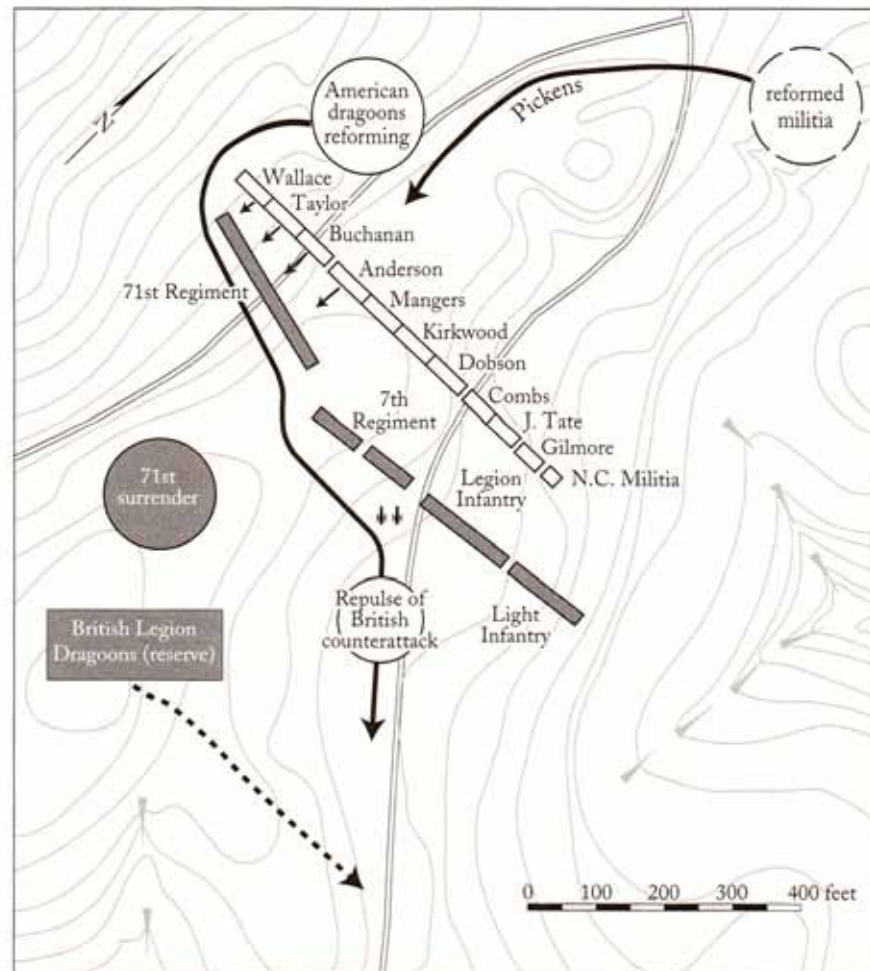 American
dragoons
reforming
Pickens
reformed
militia
N
Wallace
Taylor
Buchanan
Anderson
Mangers
Kirkwood
Dobson
Combs
J. Tate
Gilmore
N.C. Militia
71st Regiment
7th
Regiment
Legion
Infantry
Light
Infantry
71st
surrender
Repulse of
British
counterattack
British Legion
Dragoons (reserve)
0 100 200 300 400 feet